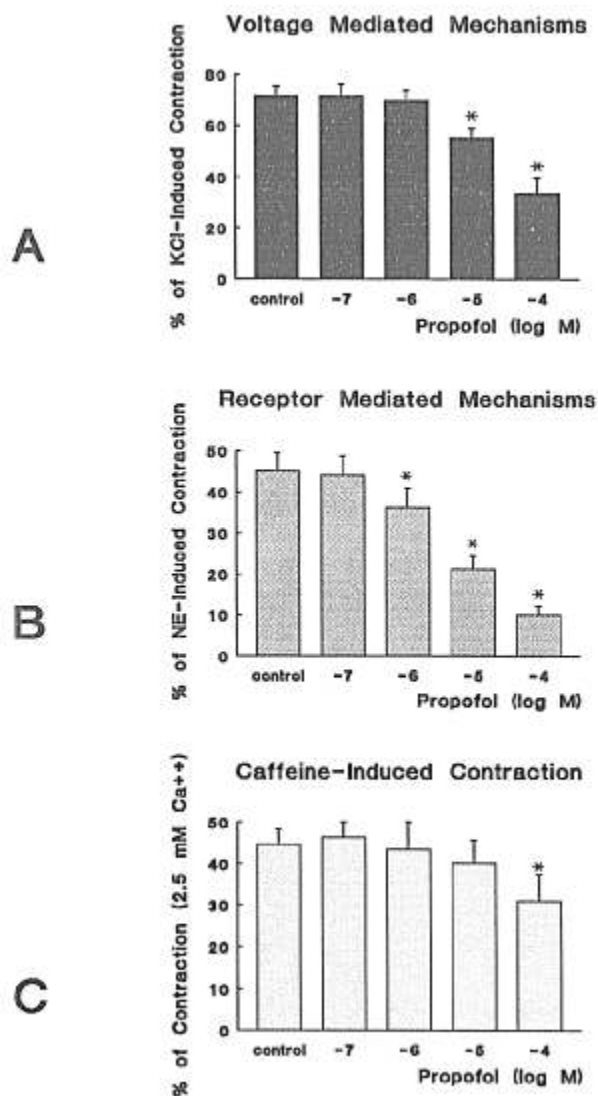 Voltage Mediated Mechanisms
A
% of KCl-Induced Contraction
80
60
40
20
0
*
*
control -7 -6 -5 -4
Propofol (log M)
Receptor Mediated Mechanisms
B
% of NE-Induced Contraction
50
40
30
20
10
0
*
*
*
control -7 -6 -5 -4
Propofol (log M)
Caffeine-Induced Contraction
C
% of Contraction (2.5 mM Ca++)
50
40
30
20
10
0
*
control -7 -6 -5 -4
Propofol (log M)